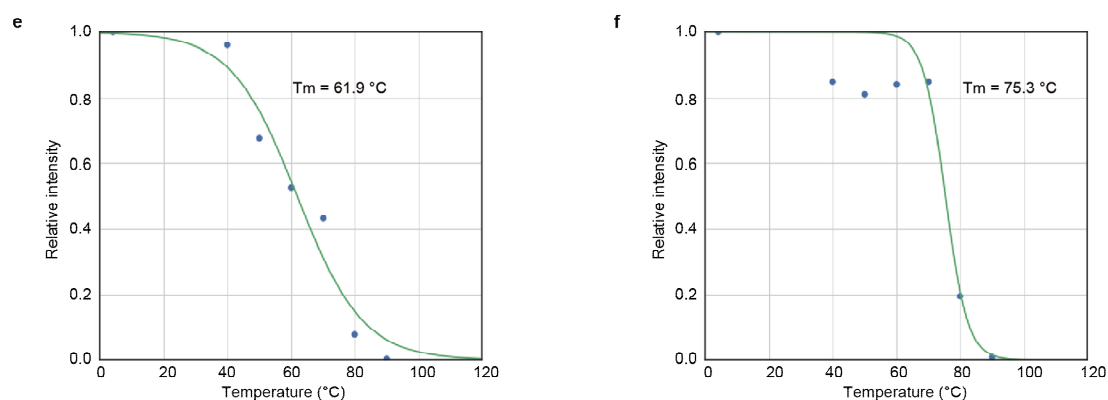 e
1.0
0.8
0.6
0.4
0.2
0.0
Relative intensity
Tm = 61.9 °C
0 20 40 60 80 100 120
Temperature (°C)
f
1.0
0.8
0.6
0.4
0.2
0.0
Relative intensity
Tm = 75.3 °C
0 20 40 60 80 100 120
Temperature (°C)